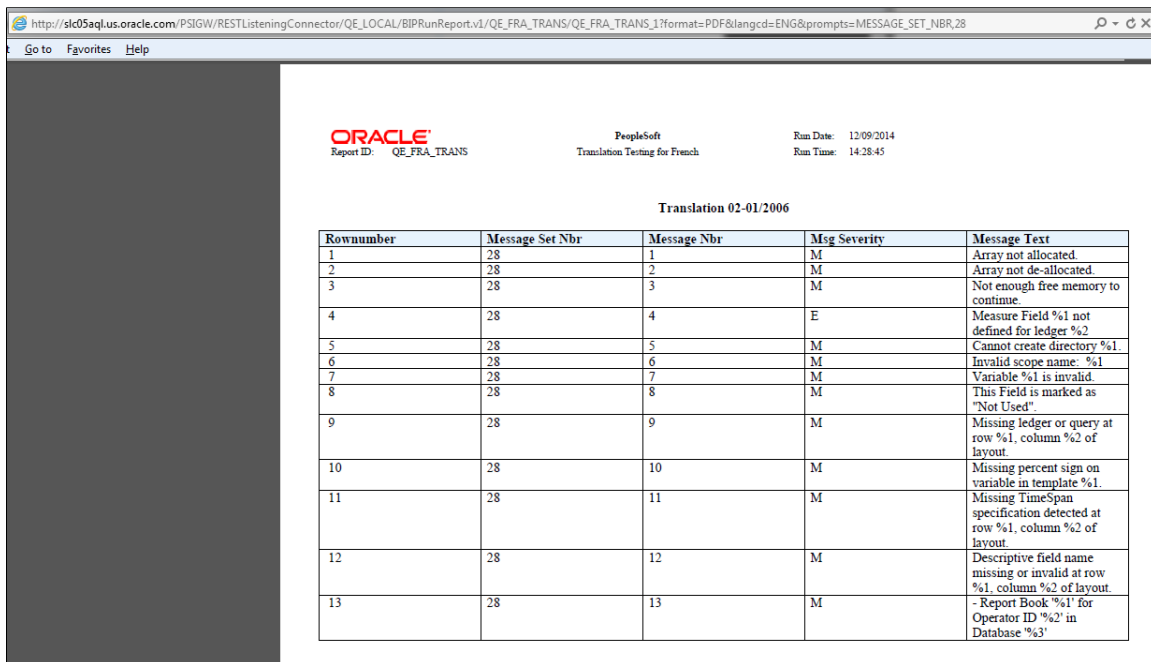 http://slc05aql.us.oracle.com/PSIGW/RESTListeningConnector/QE_LOCAL/BIPRunReport.v1/QE_FRA_TRANS/QE_FRA_TRANS_1?format=PDF&langcd=ENG&prompts=MESSAGE_SET_NBR,28
t Go to Favorites Help
ORACLE PeopleSoft Run Date: 12/09/2014
Report ID: QE_FRA_TRANS Translation Testing for French Run Time: 14:28:45
Translation 02-01/2006
Rownumber Message Set Nbr Message Nbr Msg Severity Message Text
1 28 1 M Array not allocated.
2 28 2 M Array not de-allocated.
3 28 3 M Not enough free memory to
continue.
4 28 4 E Measure Field %1 not
defined for ledger %2
5 28 5 M Cannot create directory %1.
6 28 6 M Invalid scope name: %1
7 28 7 M Variable %1 is invalid.
8 28 8 M This Field is marked as
"Not Used".
9 28 9 M Missing ledger or query at
row %1, column %2 of
layout.
10 28 10 M Missing percent sign on
variable in template %1.
11 28 11 M Missing TimeSpan
specification detected at
row %1, column %2 of
layout.
12 28 12 M Descriptive field name
missing or invalid at row
%1, column %2 of layout.
13 28 13 M - Report Book '%1' for
Operator ID '%2' in
Database '%3'